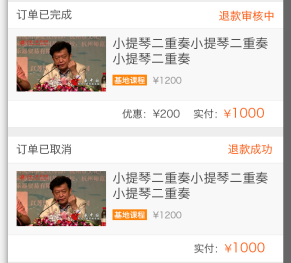 订单已完成 退款审核中
小提琴二重奏小提琴二重奏
小提琴二重奏
基地课程 ¥1200
优惠：¥200 实付：¥1000
订单已取消 退款成功
小提琴二重奏小提琴二重奏
小提琴二重奏
基地课程 ¥1200
实付：¥1000